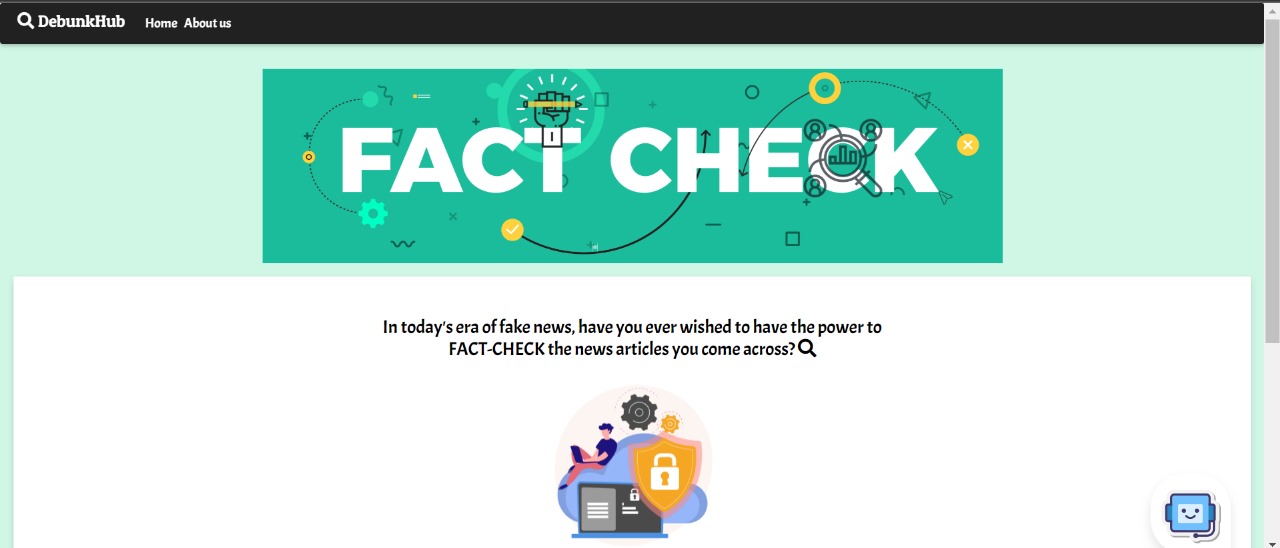 DebunkHub Home About us
FACT CHECK
In today's era of fake news, have you ever wished to have the power to
FACT-CHECK the news articles you come across?